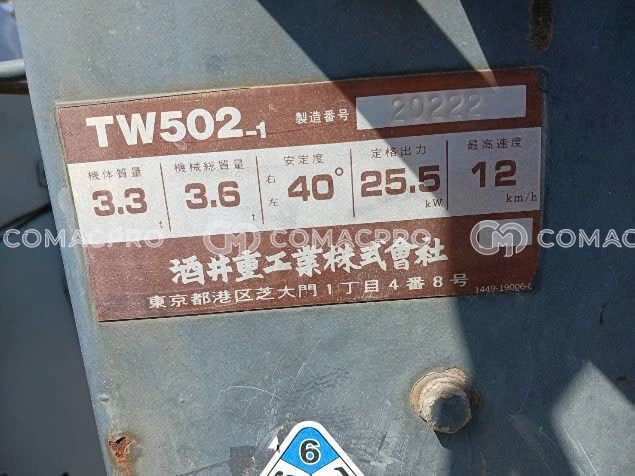 TW502-1 製造番号 20222
機体質量 機械総質量 安定度 定格出力 最高速度
3.3 t 3.6 t 右左 40° 25.5 kW 12 km/h
COMACPRO COMACPRO COMACPRO
酒井重工業株式會社
東京都港区芝大門1丁目4番8号
1449-19006-0
6